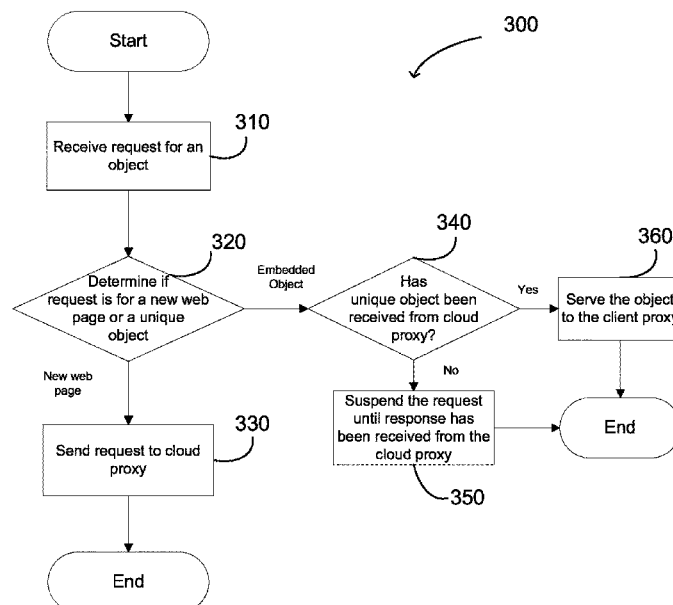 Start
300
310
Receive request for an
object
320
Determine if
request is for a new web
page or a unique
object
Embedded
Object
340
Has
unique object been
received from cloud
proxy?
Yes
360
Serve the object
to the client proxy
New web
page
No
330
Send request to cloud
proxy
Suspend the request
until response has
been received from the
cloud proxy
350
End
End